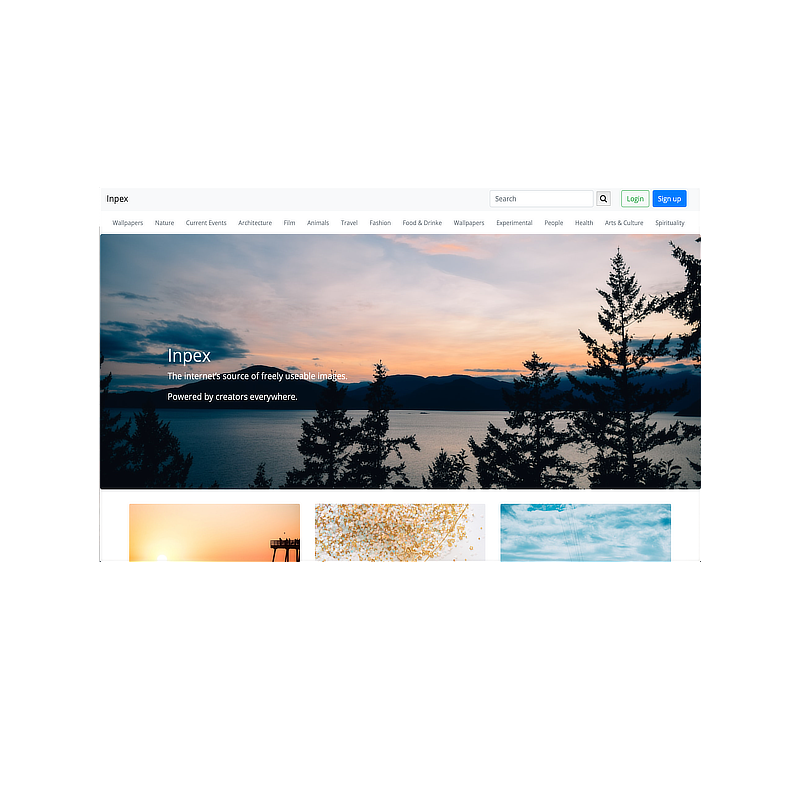 Inpex Search Login Sign up
Wallpapers Nature Current Events Architecture Film Animals Travel Fashion Food & Drinke Wallpapers Experimental People Health Arts & Culture Spirituality
Inpex
The internet's source of freely useable images.
Powered by creators everywhere.